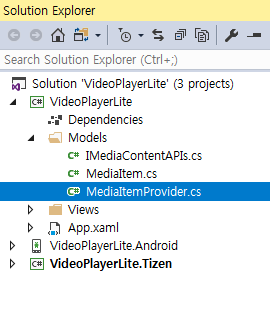 Solution Explorer
Search Solution Explorer (Ctrl+;)
Solution 'VideoPlayerLite' (3 projects)
C# VideoPlayerLite
Dependencies
Models
C# IMediaContentAPIs.cs
C# MediaItem.cs
C# MediaItemProvider.cs
Views
App.xaml
VideoPlayerLite.Android
C# VideoPlayerLite.Tizen